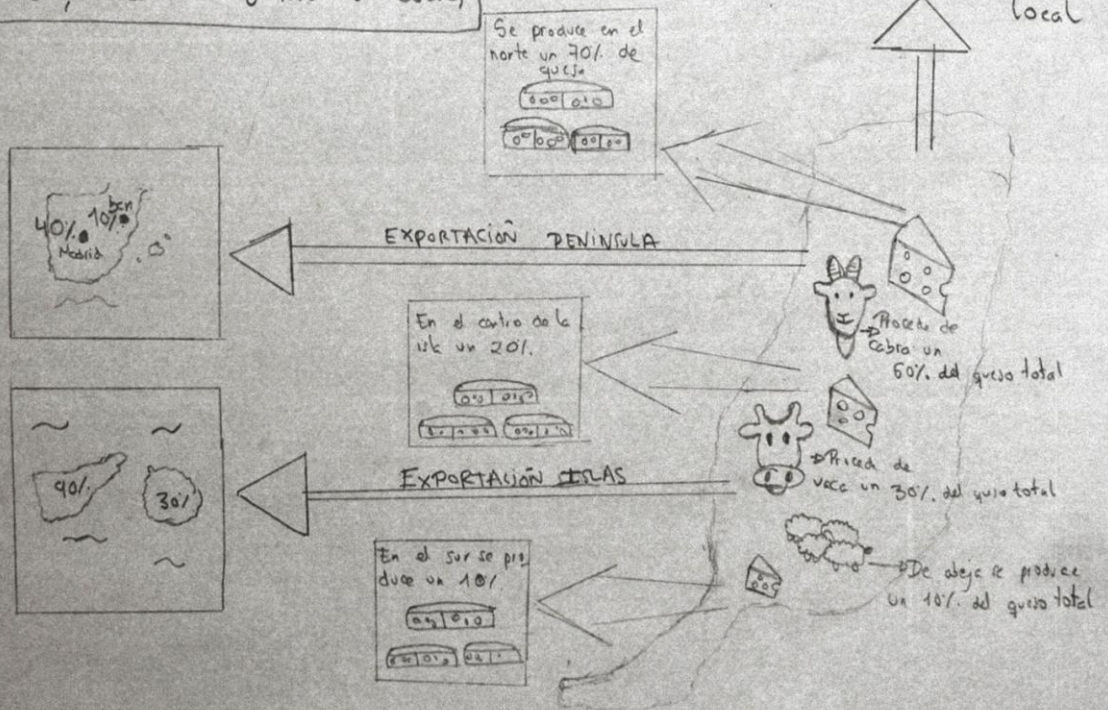 local
Se produce en el
norte un 70% de
queso
40%
10%
bcn
Madrid
EXPORTACIÓN PENINSULA
Procede de
cabra un
60% del queso total
En el centro de la
isla un 20%.
Procede de
vaca un 30% del queso total
EXPORTACIÓN ISLAS
30%
En el sur se pro
duce un 10%
De abeja se produce
un 10% del queso total